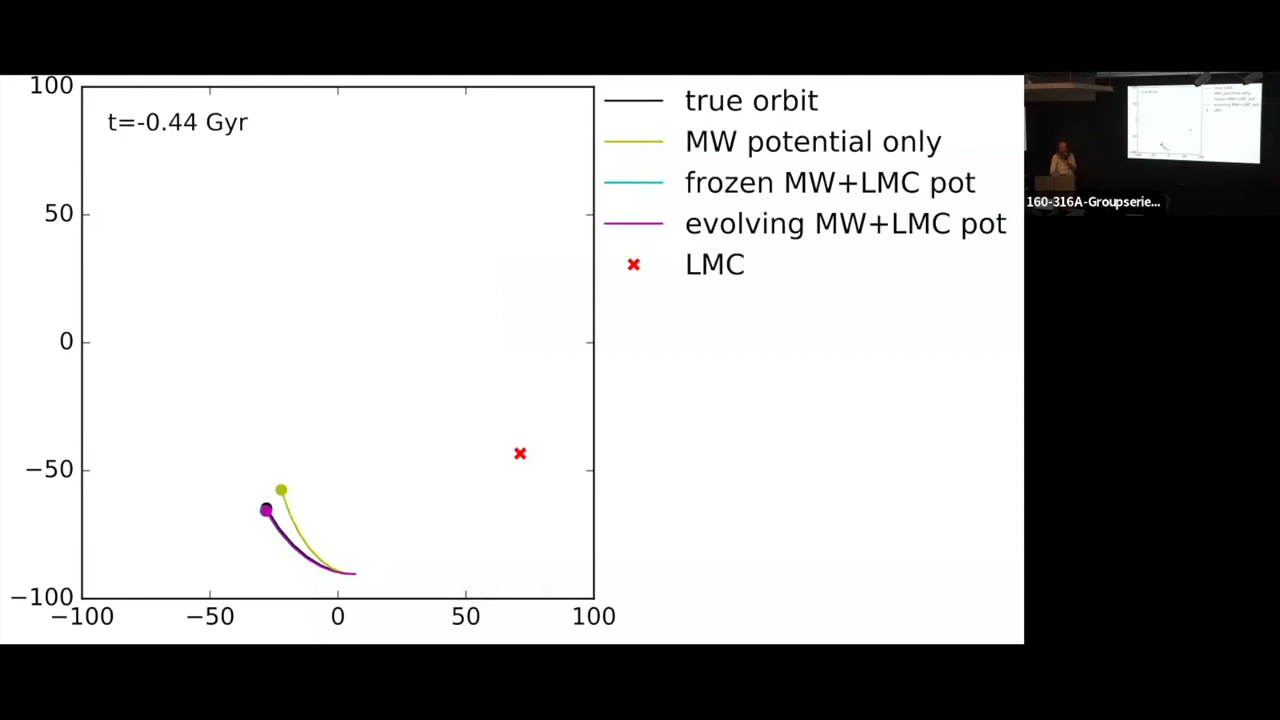 100
50
0
−50
−100
−100
−50
0
50
100
t=-0.44 Gyr
true orbit
MW potential only
frozen MW+LMC pot
evolving MW+LMC pot
LMC
160-316A-Groupserie...